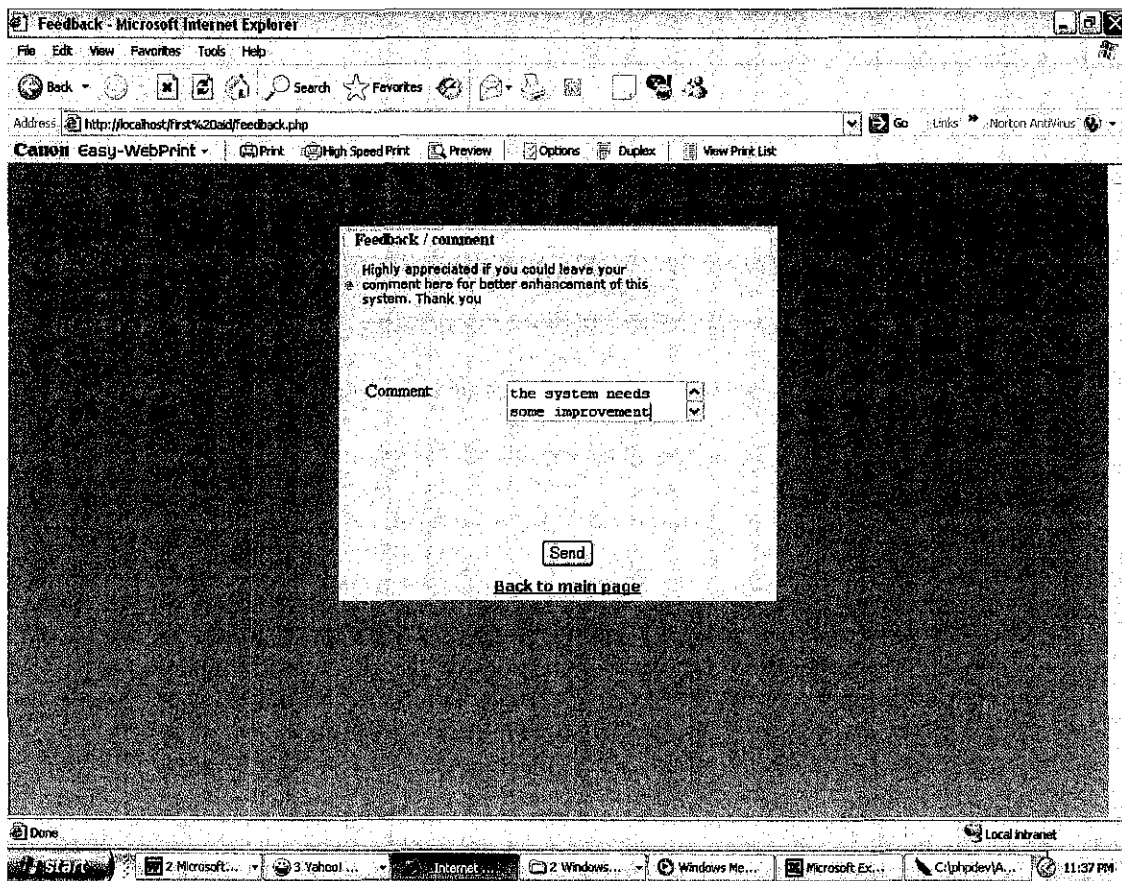 Feedback - Microsoft Internet Explorer
File Edit View Favorites Tools Help
Back Search Favorites
Address http://localhost/first%20aid/feedback.php Go Links » Norton AntiVirus
Canon Easy-WebPrint Print High Speed Print Preview Options Duplex View Print List
Feedback / comment
Highly appreciated if you could leave your
comment here for better enhancement of this
system. Thank you
Comment: the system needs
some improvement
Send
Back to main page
Done Local intranet
start 2 Microsoft... 3 Yahoo! ... Internet ... 2 Windows... Windows Me... Microsoft Ex... C:\phpdev\A... 11:37 PM